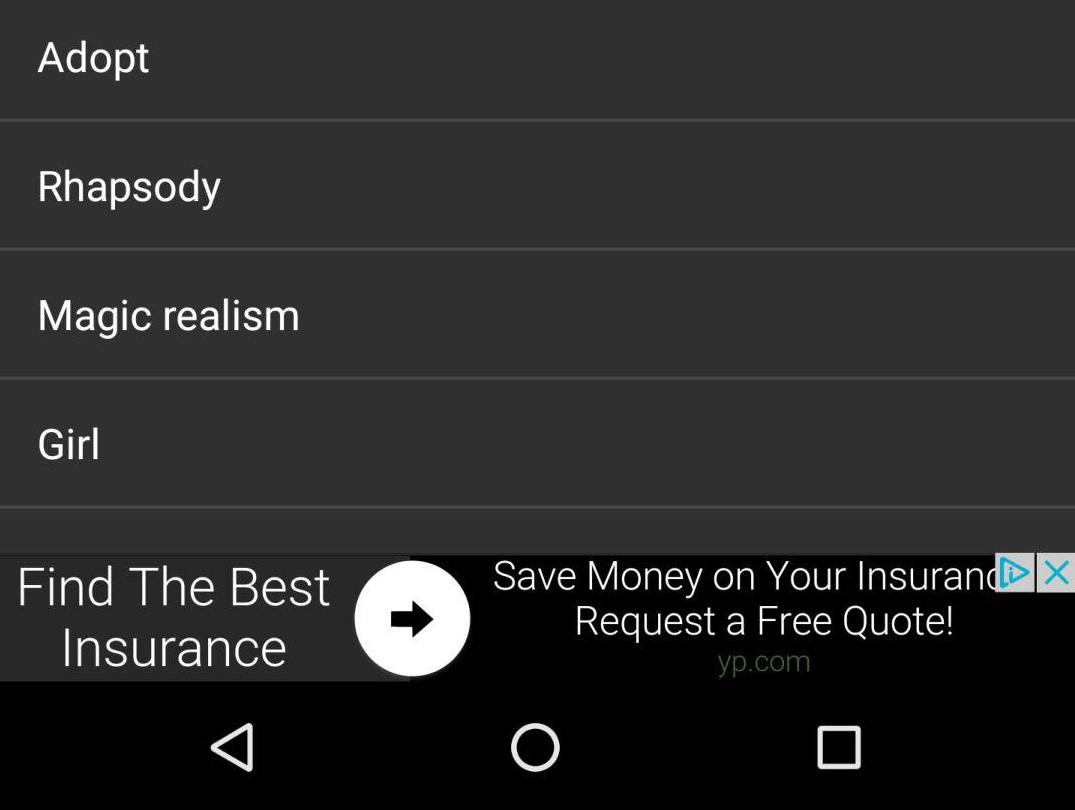 Adopt
Rhapsody
Magic realism
Girl
Find The Best
Insurance
Save Money on Your Insuranc
Request a Free Quote!
yp.com